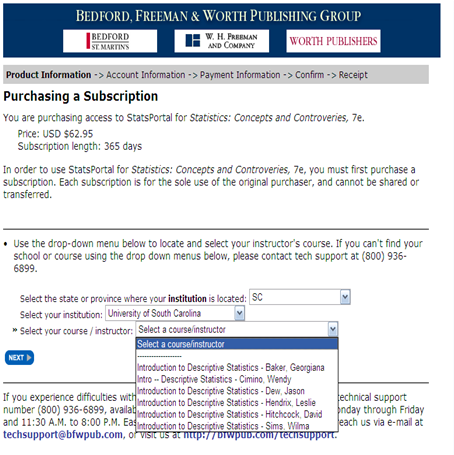 BEDFORD, FREEMAN & WORTH PUBLISHING GROUP
BEDFORD
ST. MARTIN'S
W. H. FREEMAN
AND COMPANY
WORTH PUBLISHERS
Product Information -> Account Information -> Payment Information -> Confirm -> Receipt
Purchasing a Subscription
You are purchasing access to StatsPortal for Statistics: Concepts and Controveries, 7e.
Price: USD $62.95
Subscription length: 365 days
In order to use StatsPortal for Statistics: Concepts and Controveries, 7e, you must first purchase a
subscription. Each subscription is for the sole use of the original purchaser, and cannot be shared or
transferred.
• Use the drop-down menu below to locate and select your instructor's course. If you can't find your
school or course using the drop down menus below, please contact tech support at (800) 936-
6899.
Select the state or province where your institution is located: SC
Select your institution: University of South Carolina
» Select your course / instructor: Select a course/instructor
Select a course/instructor
------------------
Introduction to Descriptive Statistics - Baker, Georgiana
Intro -- Descriptive Statistics - Cimino, Wendy
Introduction to Descriptive Statistics - Dew, Jason
Introduction to Descriptive Statistics - Hendrix, Leslie
Introduction to Descriptive Statistics - Hitchcock, David
Introduction to Descriptive Statistics - Sims, Wilma
NEXT
If you experience difficulties with technical support
number (800) 936-6899, availab onday through Friday
and 11:30 A.M. to 8:00 P.M. Eas each us via e-mail at
techsupport@bfwpub.com, or visit us at http://bfwpub.com/techsupport.